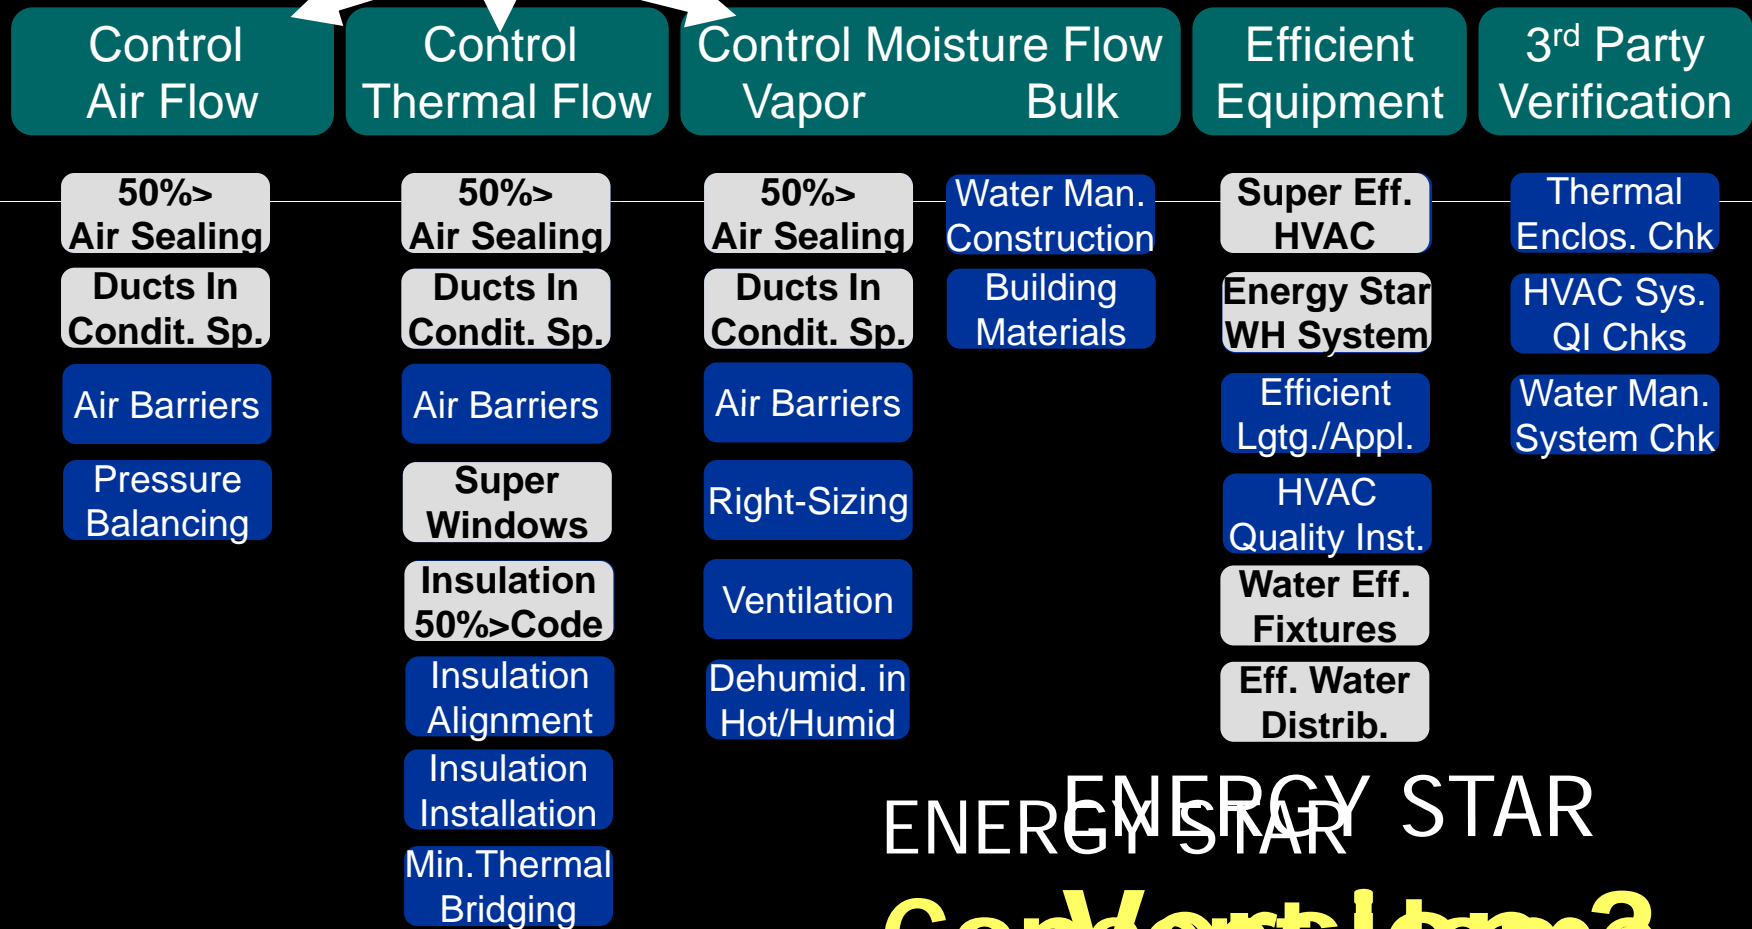 Control
Air Flow
Control
Thermal Flow
Control Moisture Flow
Vapor Bulk
Efficient
Equipment
3rd Party
Verification
50%>
Air Sealing
Ducts In
Condit. Sp.
Air Barriers
Pressure
Balancing
50%>
Air Sealing
Ducts In
Condit. Sp.
Air Barriers
Super
Windows
Insulation
50%>Code
Insulation
Alignment
Insulation
Installation
Min.Thermal
Bridging
50%>
Air Sealing
Ducts In
Condit. Sp.
Air Barriers
Right-Sizing
Ventilation
Dehumid. in
Hot/Humid
Water Man.
Construction
Building
Materials
Super Eff.
HVAC
Energy Star
WH System
Efficient
Lgtg./Appl.
HVAC
Quality Inst.
Water Eff.
Fixtures
Eff. Water
Distrib.
Thermal
Enclos. Chk
HVAC Sys.
QI Chks
Water Man.
System Chk
ENERGY STAR
ENERGY STAR
Version 3